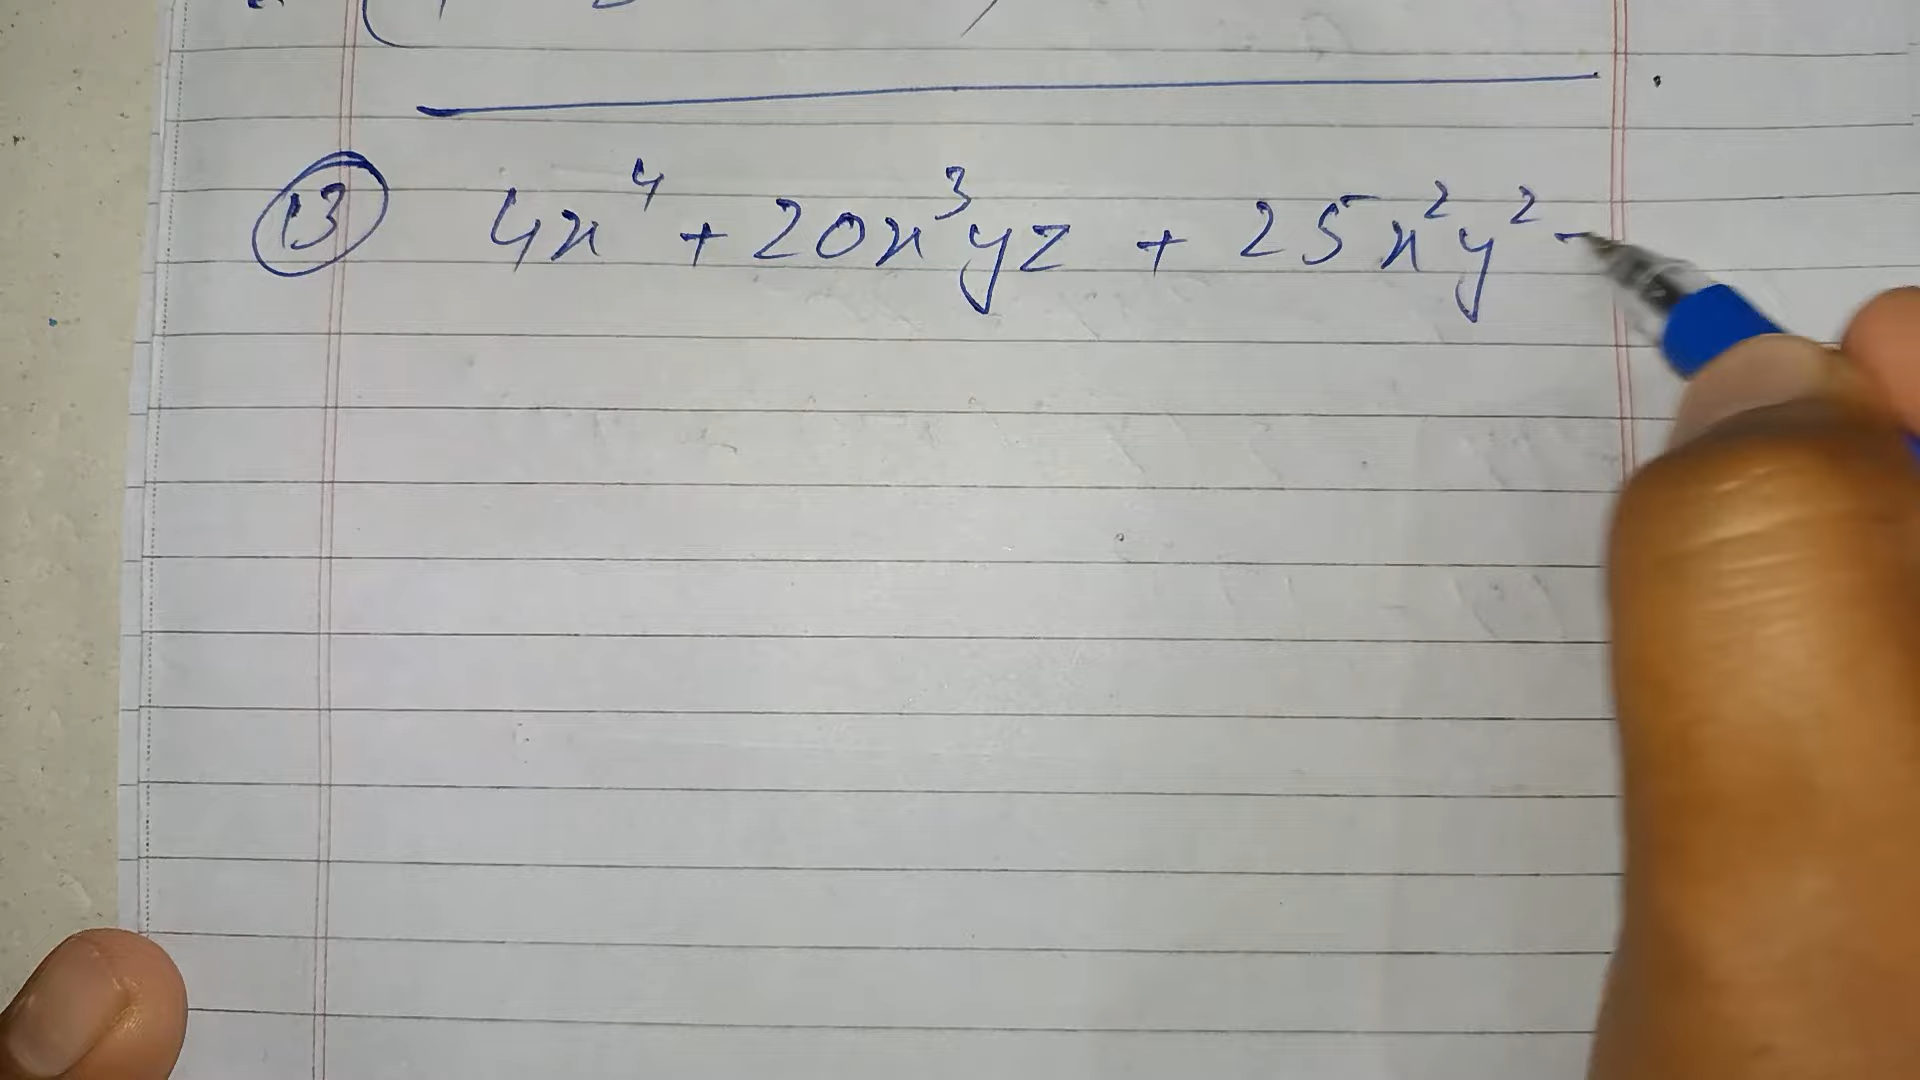 13 4x⁴ + 20x³yz + 25x²y² -